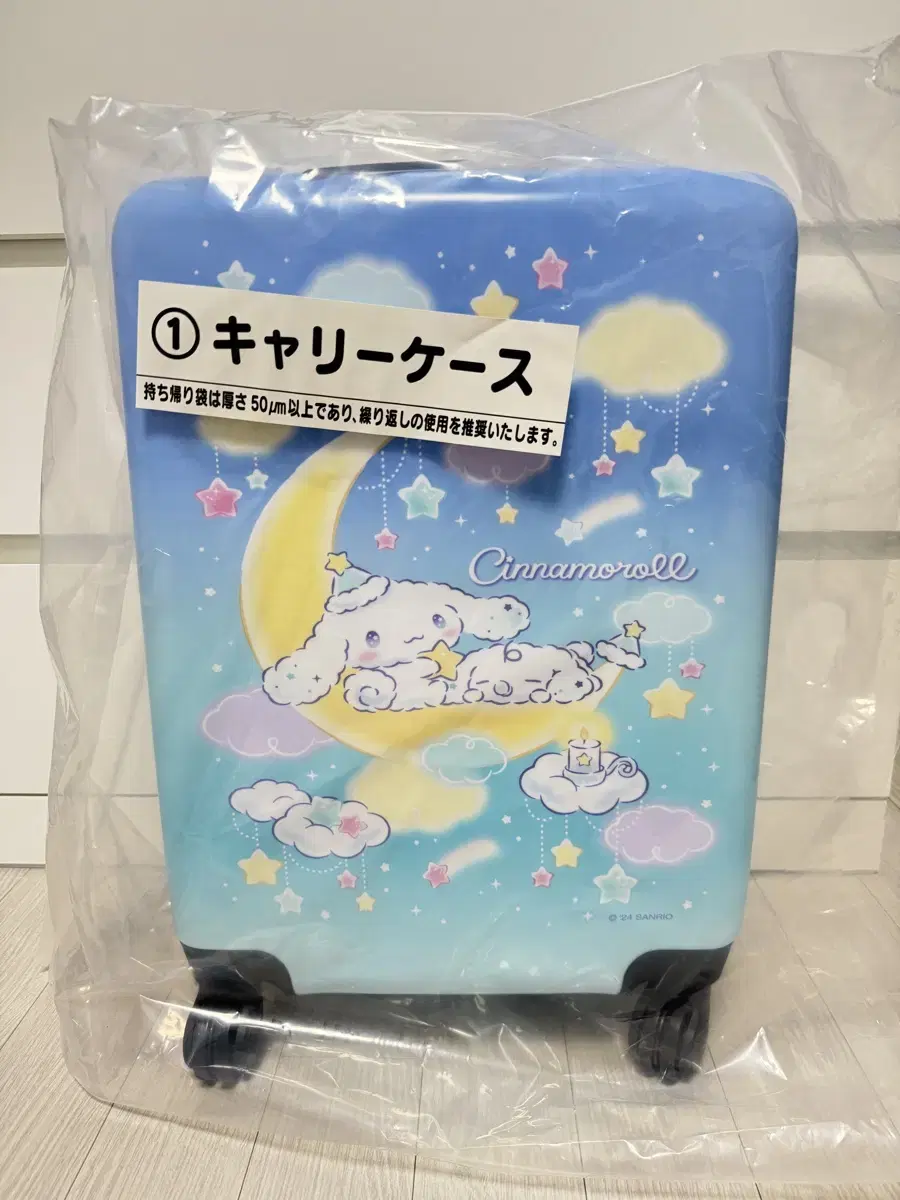 ① キャリーケース
持ち帰り袋は厚さ50μm以上であり、繰り返しの使用を推奨いたします。
Cinnamoroll
© '24 SANRIO